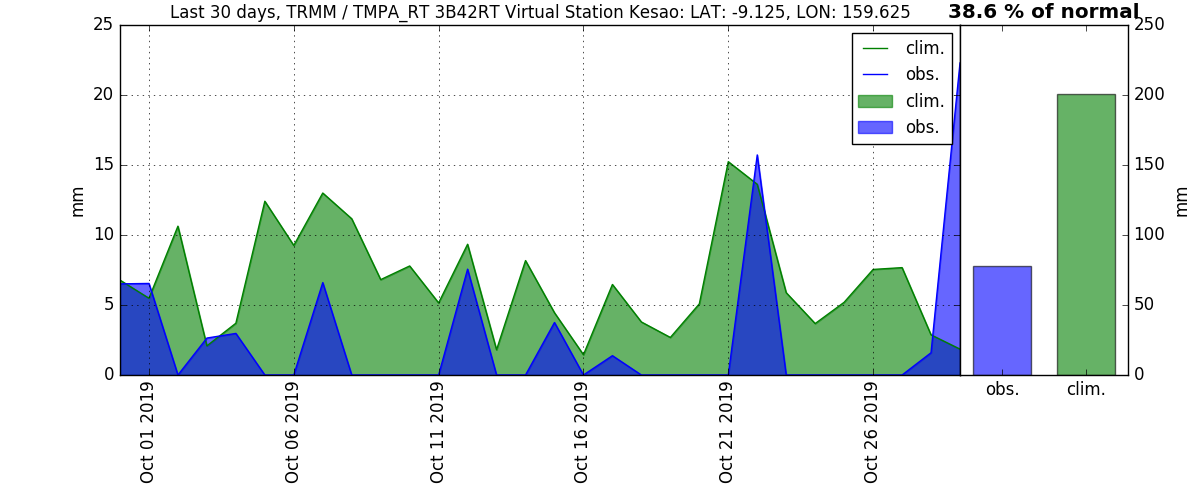 Last 30 days, TRMM / TMPA_RT 3B42RT Virtual Station Kesao: LAT: -9.125, LON: 159.625
38.6 % of normal
25
20
15
10
5
0
mm
clim.
obs.
clim.
obs.
250
200
150
100
50
0
mm
obs.
clim.
Oct 01 2019
Oct 06 2019
Oct 11 2019
Oct 16 2019
Oct 21 2019
Oct 26 2019